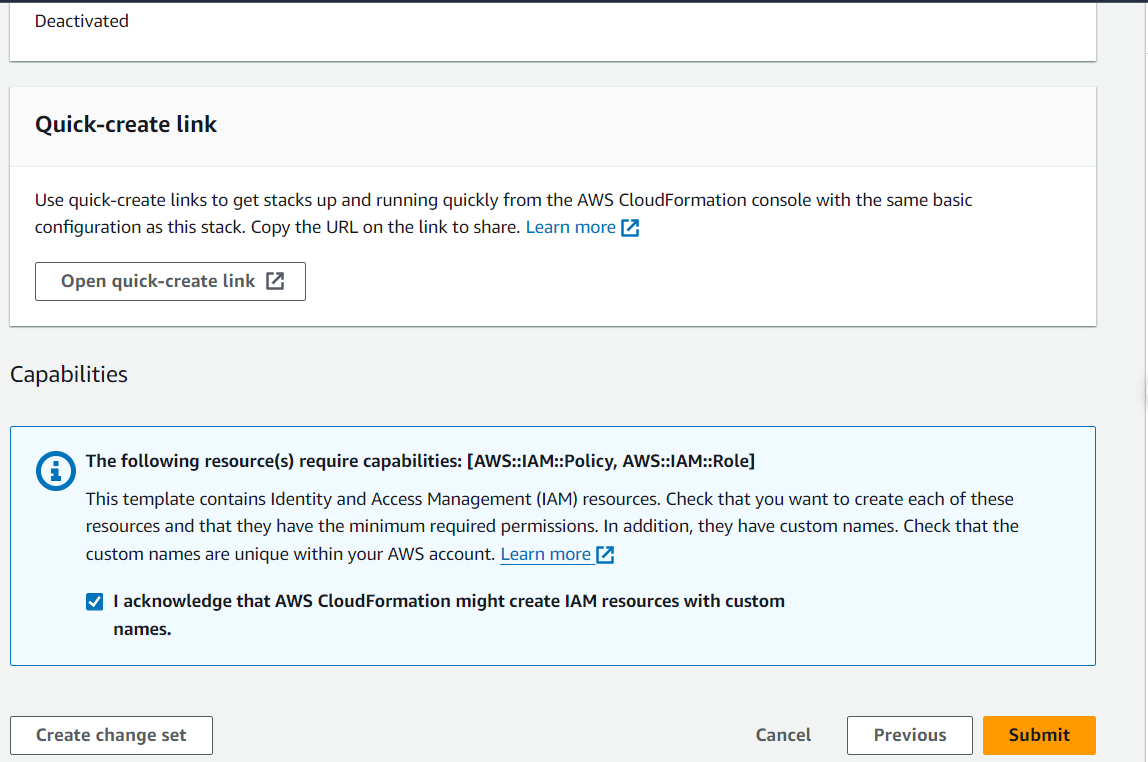 Deactivated
Quick-create link
Use quick-create links to get stacks up and running quickly from the AWS CloudFormation console with the same basic
configuration as this stack. Copy the URL on the link to share. Learn more
Open quick-create link
Capabilities
The following resource(s) require capabilities: [AWS::IAM::Policy, AWS::IAM::Role]
This template contains Identity and Access Management (IAM) resources. Check that you want to create each of these
resources and that they have the minimum required permissions. In addition, they have custom names. Check that the
custom names are unique within your AWS account. Learn more
I acknowledge that AWS CloudFormation might create IAM resources with custom
names.
Create change set
Cancel
Previous
Submit